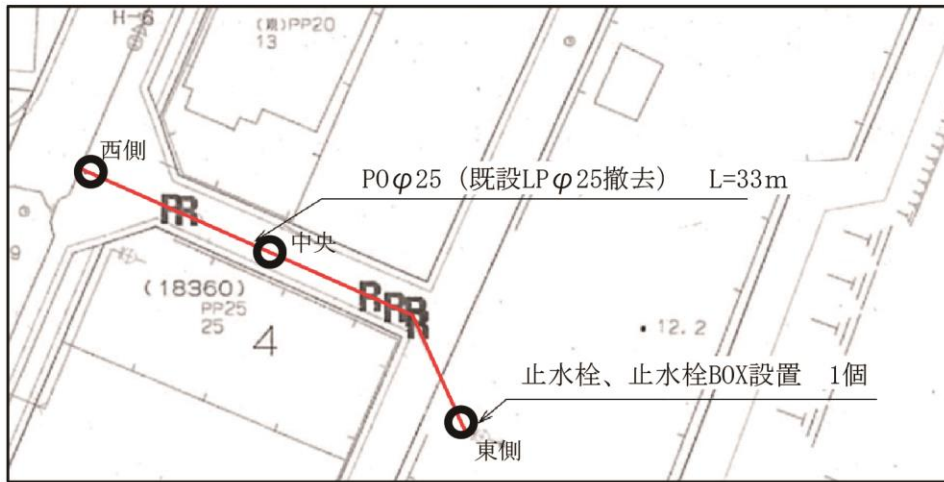 H-6
(親)PP20
13
西側
POφ25（既設LPφ25撤去）　L=33m
中央
R
R
(18360)
PP25
25
4
R
R
R
R
12.2
止水栓、止水栓BOX設置　1個
東側